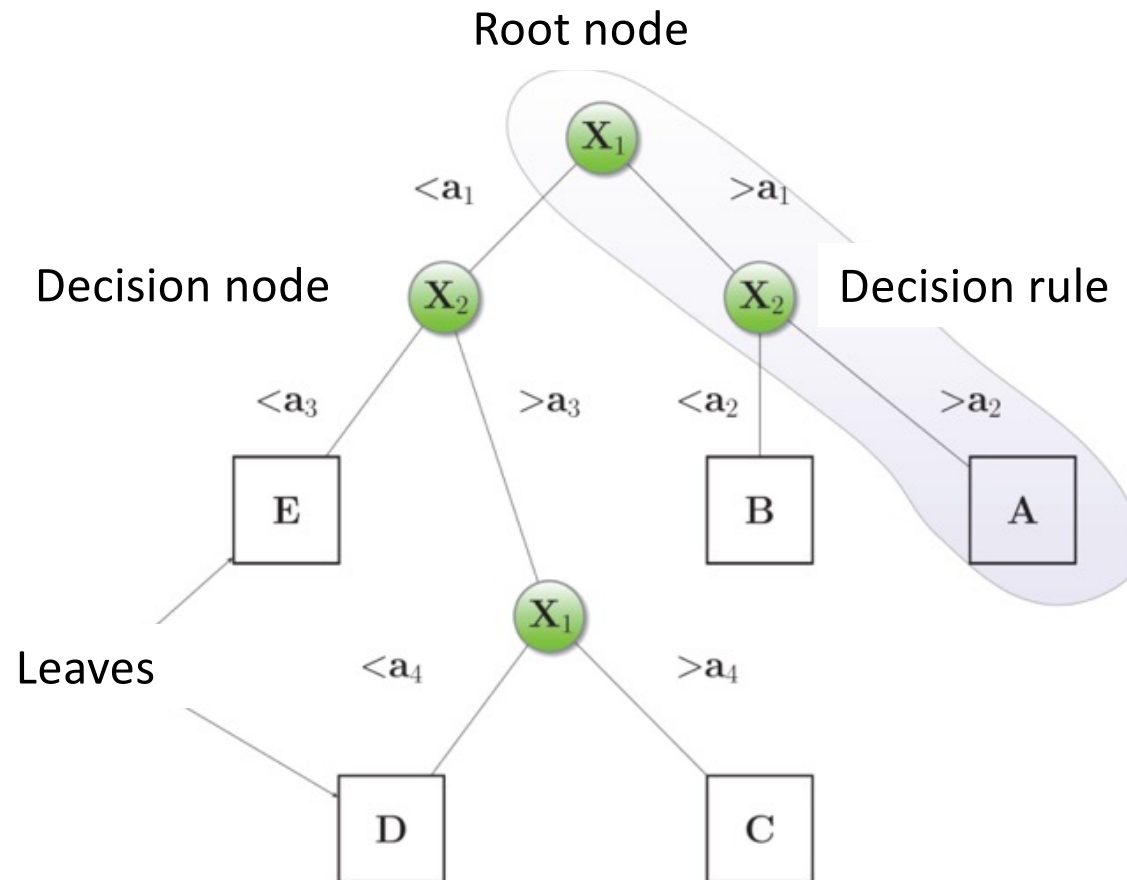 Root node
X₁
<a₁
>a₁
Decision node
X₂
X₂
Decision rule
<a₃
>a₃
<a₂
>a₂
E
B
A
X₁
Leaves
<a₄
>a₄
D
C